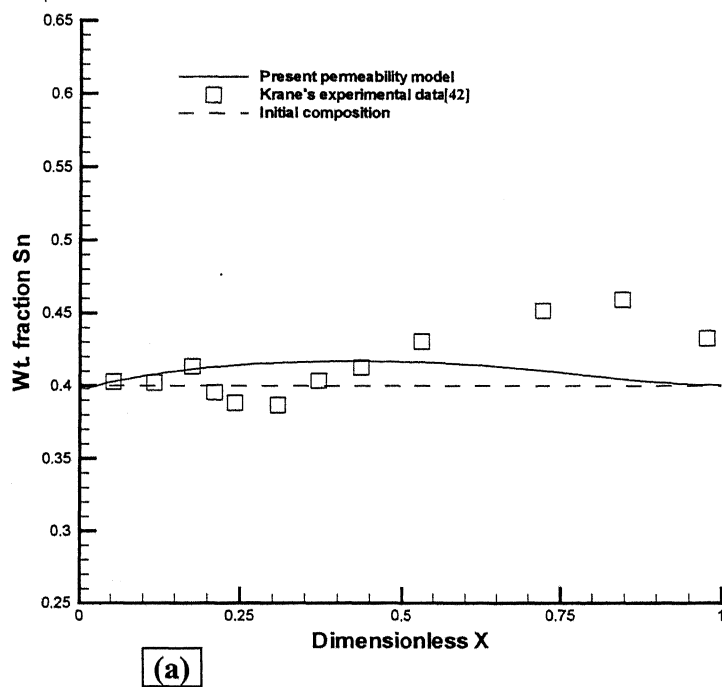 0.65
0.6
0.55
0.5
0.45
0.4
0.35
0.3
0.25
Wt. fraction Sn
Present permeability model
Krane's experimental data[42]
Initial composition
0
0.25
0.5
0.75
1
Dimensionless X
(a)